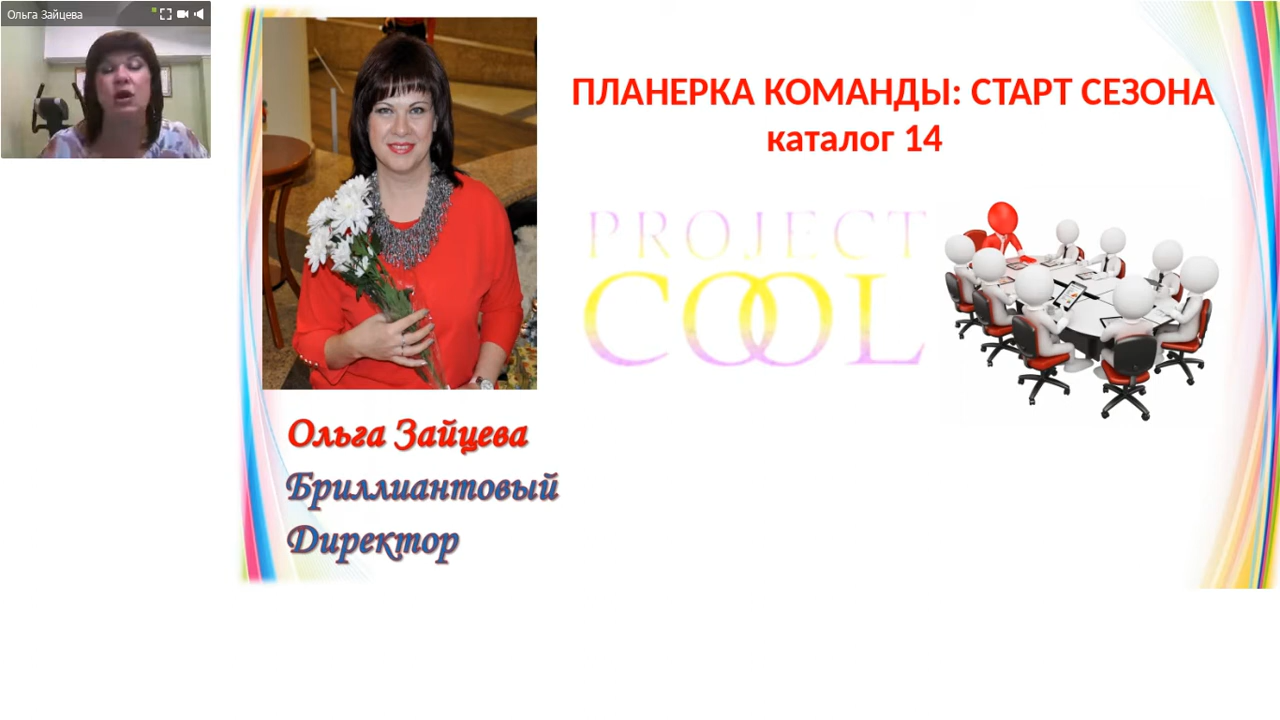 Ольга Зайцева
ПЛАНЕРКА КОМАНДЫ: СТАРТ СЕЗОНА
каталог 14
PROJECT
COOL
Ольга Зайцева
Бриллиантовый
Директор